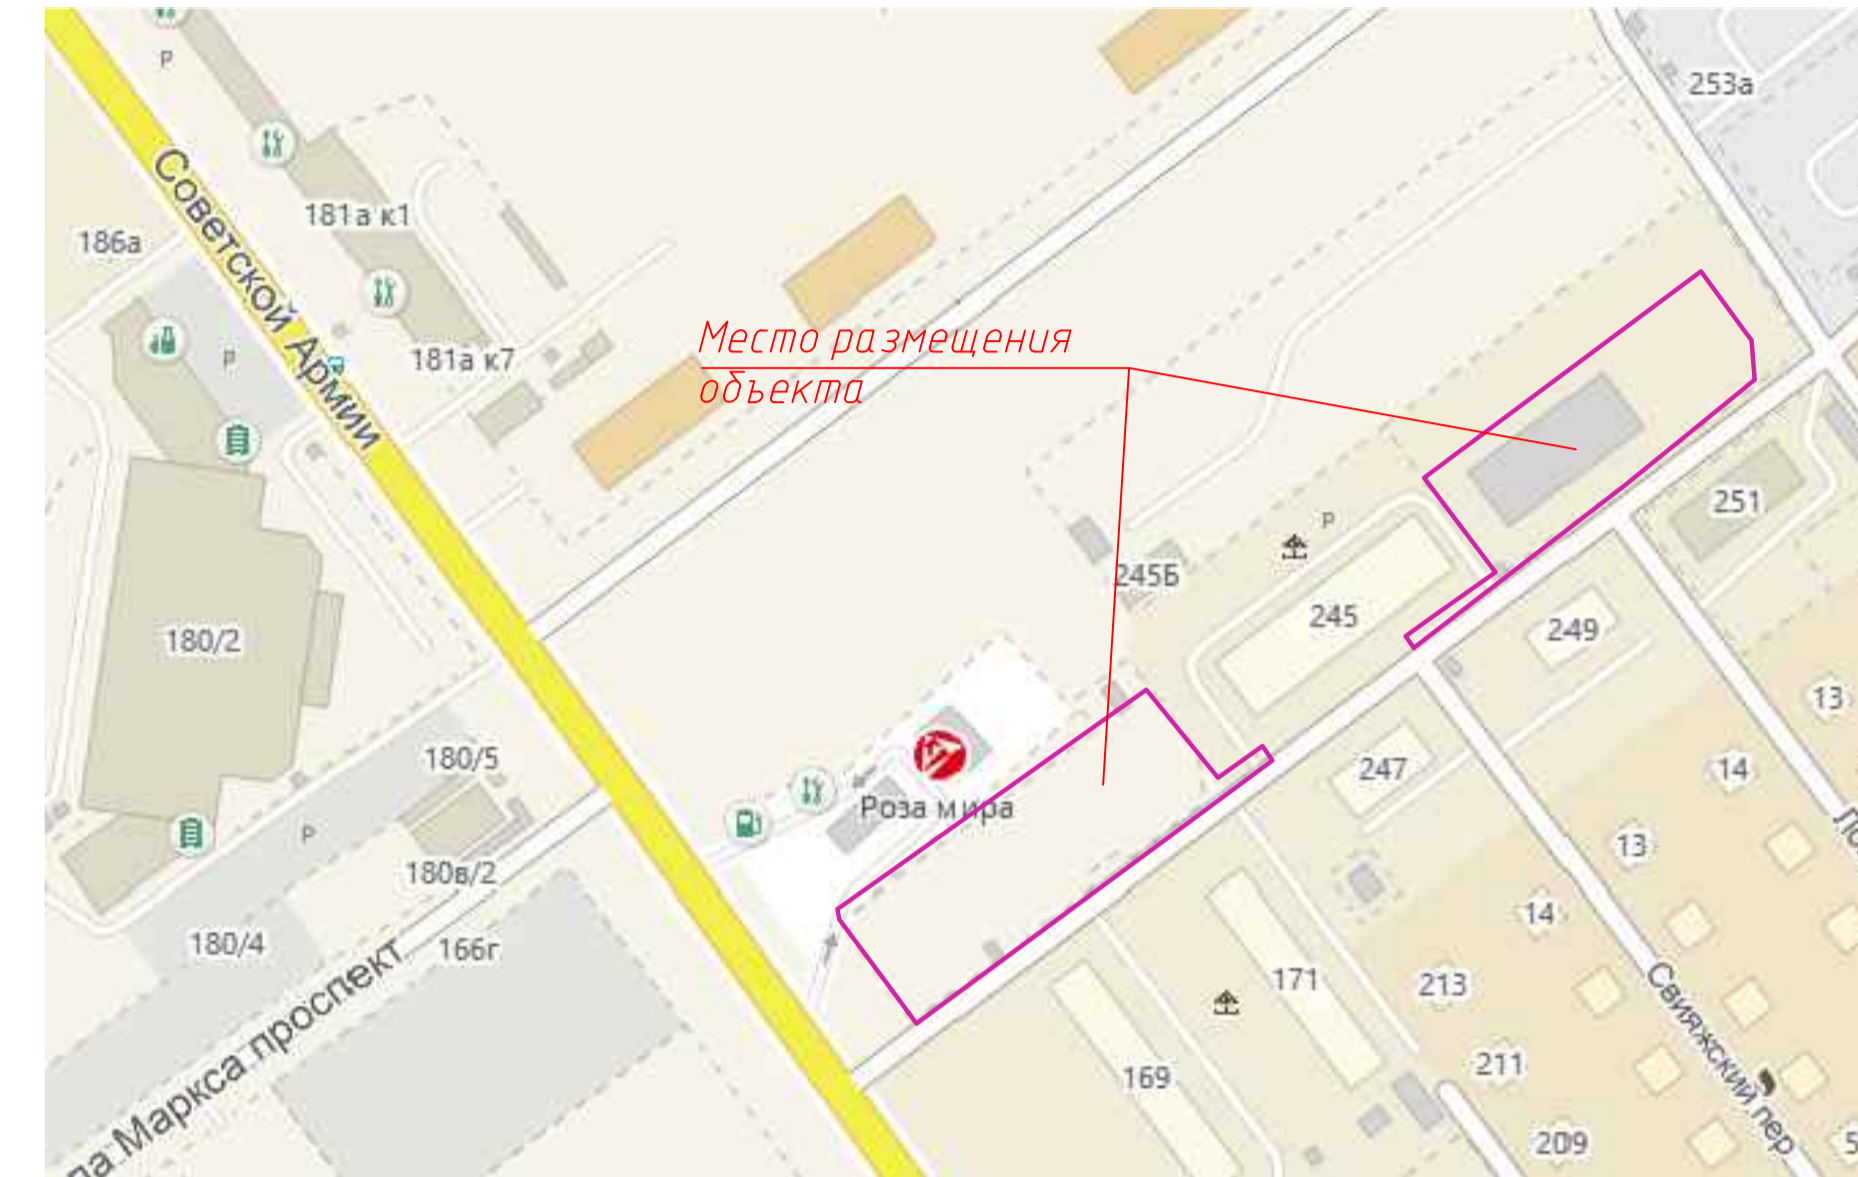 P
253а
Советской Армии
181а к1
186а
Место размещения
объекта
P
181а к7
P
251
245Б
245
249
180/2
13
180/5
247
14
Роза мира
13
P
180в/2
14
180/4
166г
171
213
Свияжский пер
Маркса проспект
169
211
209